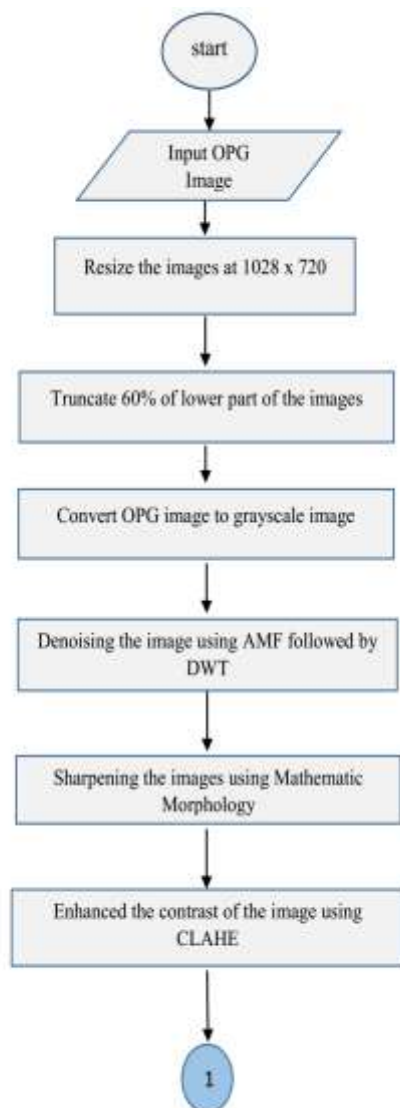 start
Input OPG
Image
Resize the images at 1028 x 720
Truncate 60% of lower part of the images
Convert OPG image to grayscale image
Denoising the image using AMF followed by
DWT
Sharpening the images using Mathematic
Morphology
Enhanced the contrast of the image using
CLAHE
1